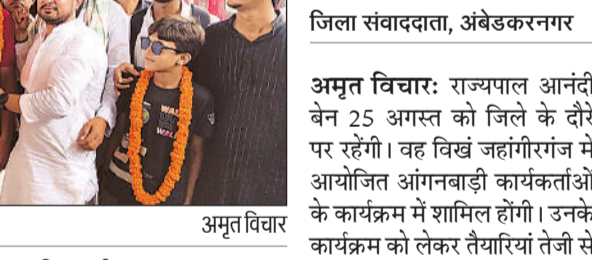 अमृत विचार
जिला संवाददाता, अंबेडकरनगर
अमृत विचार: राज्यपाल आनंदी
बेन 25 अगस्त को जिले के दौरे
पर रहेंगी। वह विखं जहांगीरगंज में
आयोजित आंगनबाड़ी कार्यकर्ताओं
के कार्यक्रम में शामिल होंगी। उनके
कार्यक्रम को लेकर तैयारियां तेजी से